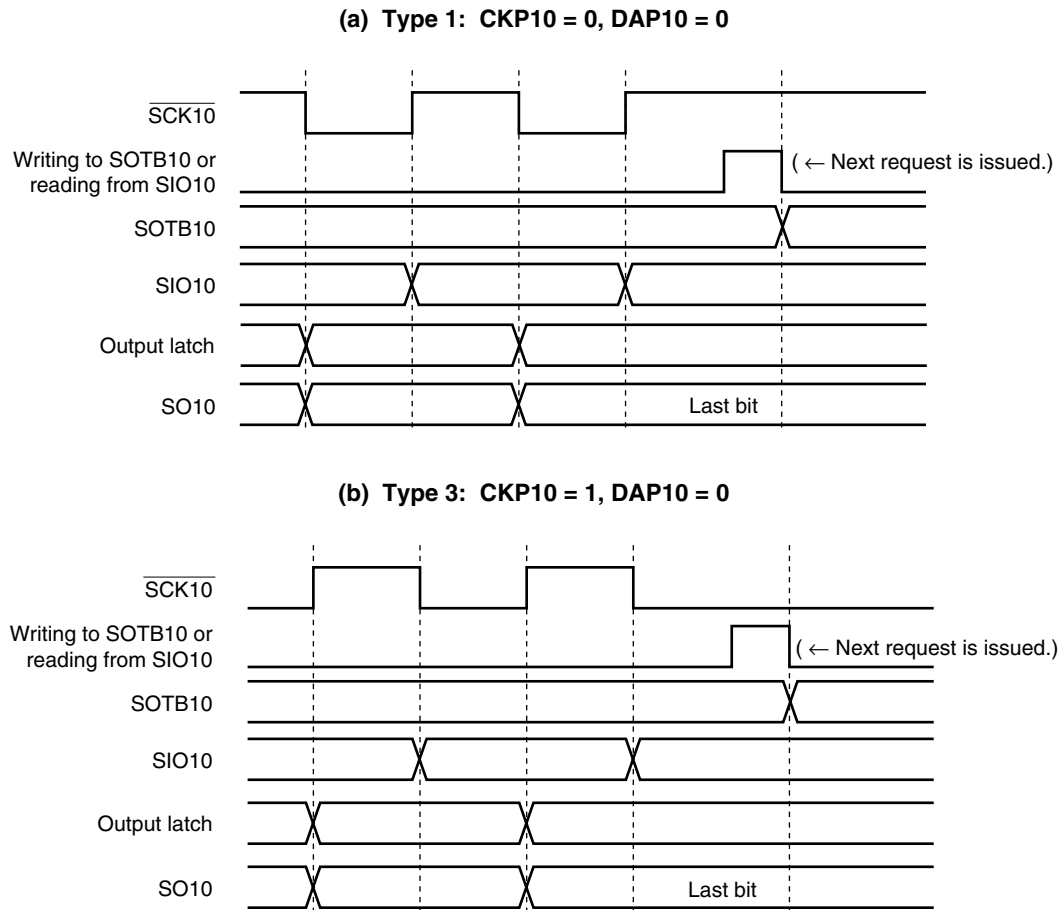 (a) Type 1: CKP10 = 0, DAP10 = 0
SCK10
Writing to SOTB10 or
reading from SIO10
( ← Next request is issued.)
SOTB10
SIO10
Output latch
SO10
Last bit
(b) Type 3: CKP10 = 1, DAP10 = 0
SCK10
Writing to SOTB10 or
reading from SIO10
( ← Next request is issued.)
SOTB10
SIO10
Output latch
SO10
Last bit